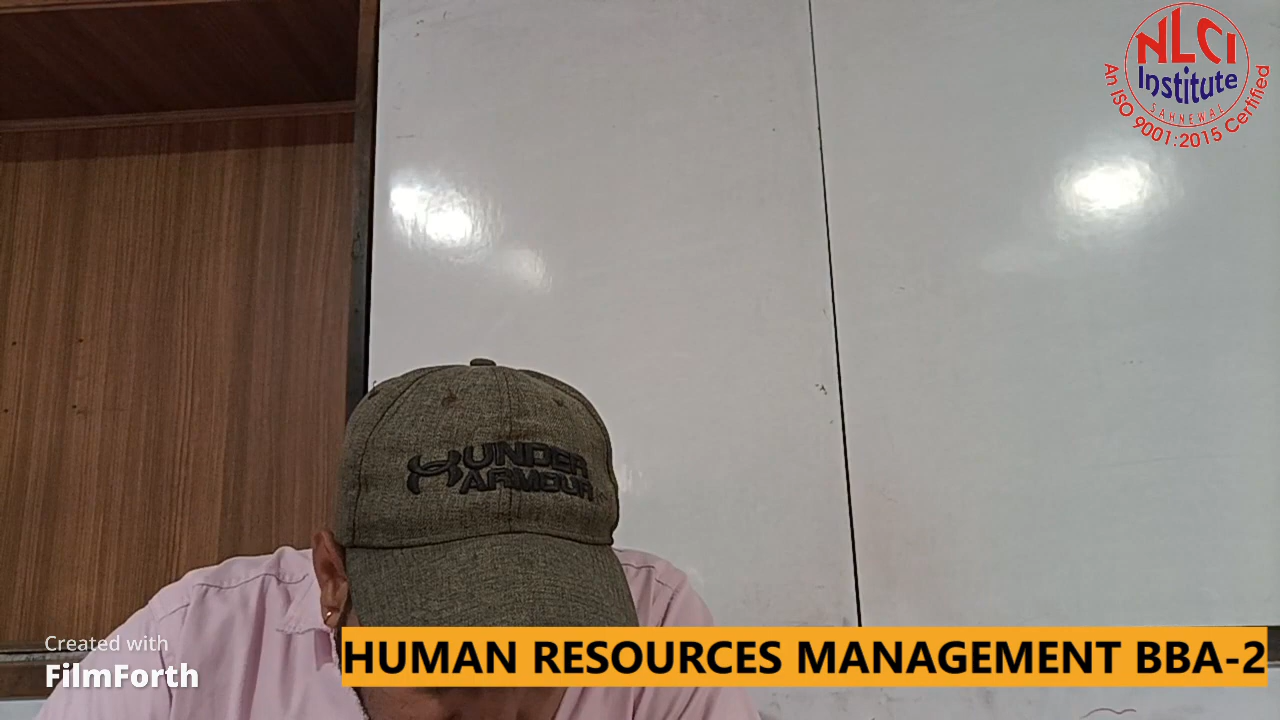 NLCI
Institute
SAHNEWAL
An ISO 9001:2015 Certified
UNDER
ARMOUR
Created with
FilmForth
HUMAN RESOURCES MANAGEMENT BBA-2